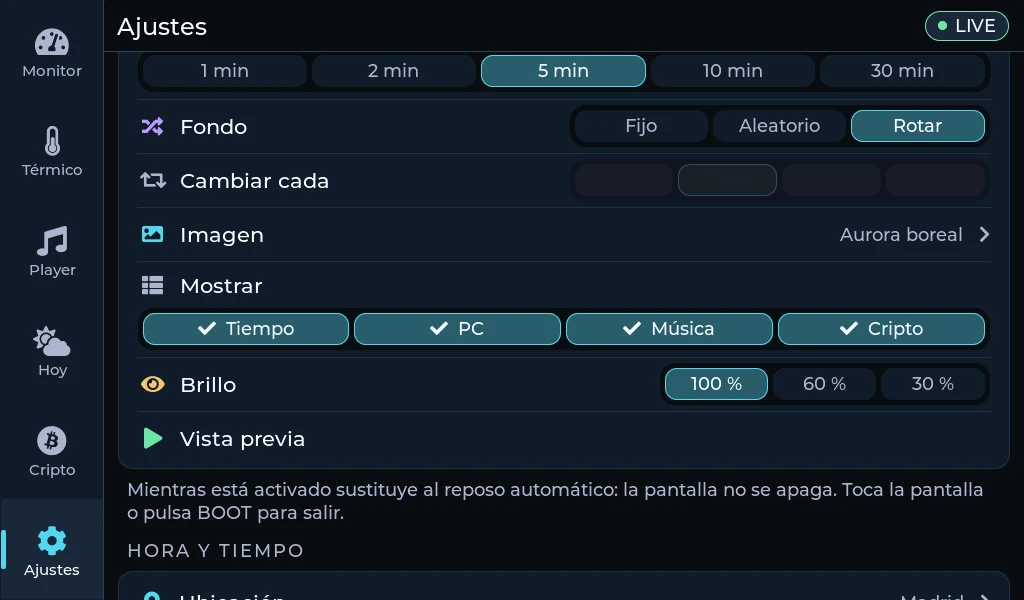 Ajustes
LIVE
Monitor
Térmico
Player
Hoy
Cripto
Ajustes
1 min
2 min
5 min
10 min
30 min
Fondo
Fijo
Aleatorio
Rotar
Cambiar cada
Imagen
Aurora boreal
Mostrar
Tiempo
PC
Música
Cripto
Brillo
100 %
60 %
30 %
Vista previa
Mientras está activado sustituye al reposo automático: la pantalla no se apaga. Toca la pantalla
o pulsa BOOT para salir.
HORA Y TIEMPO
Ubicación
Madrid